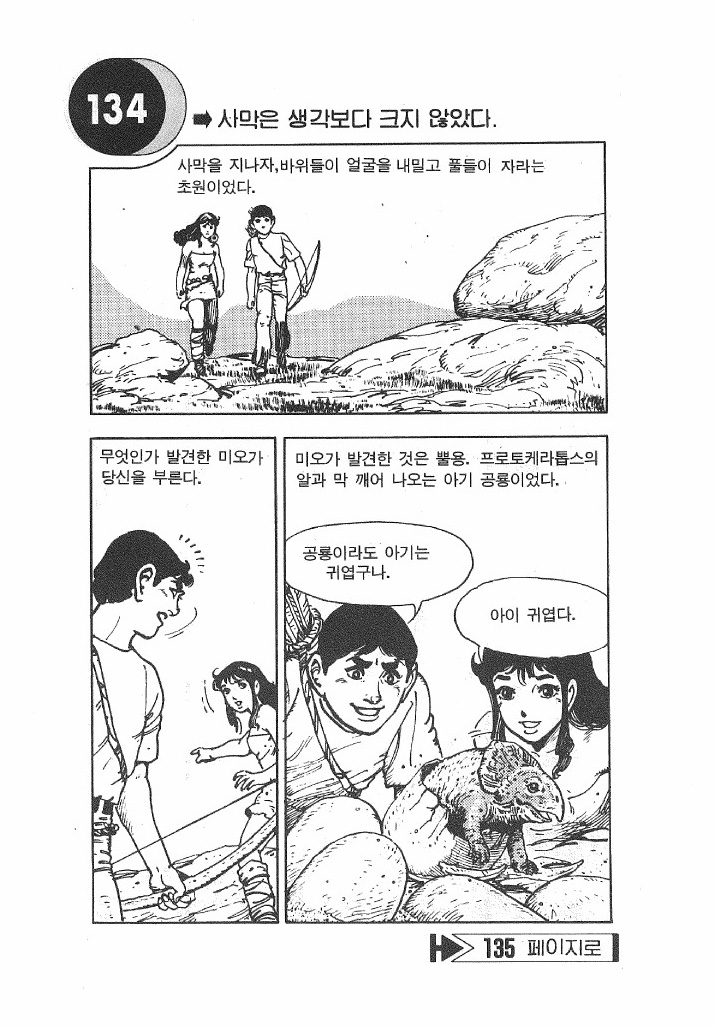 134
➡ 사막은 생각보다 크지 않았다.
사막을 지나자,바위들이 얼굴을 내밀고 풀들이 자라는
초원이었다.
무엇인가 발견한 미오가
당신을 부른다.
미오가 발견한 것은 뿔용. 프로토케라톱스의
알과 막 깨어 나오는 아기 공룡이었다.
공룡이라도 아기는
귀엽구나.
아이 귀엽다.
135 페이지로